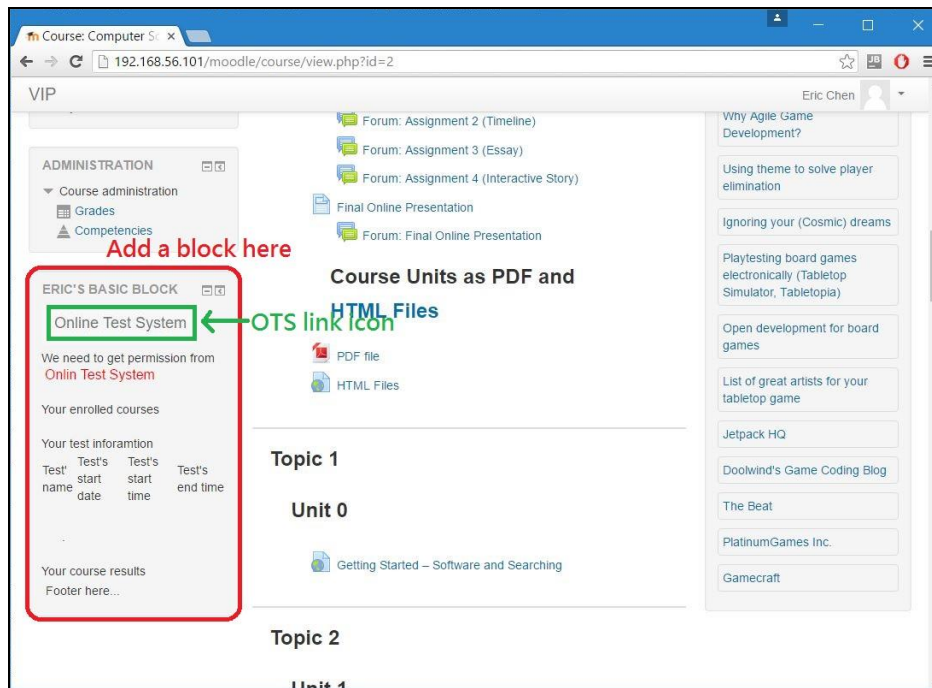 Course: Computer Sc
192.168.56.101/moodle/course/view.php?id=2
VIP
Eric Chen
ADMINISTRATION
Course administration
Grades
Competencies
Add a block here
ERIC'S BASIC BLOCK
Online Test System
OTS link icon
We need to get permission from
Onlin Test System
Your enrolled courses
Your test inforamtion
Test'
name
Test's
start
date
Test's
start
time
Test's
end time
Your course results
Footer here...
Forum: Assignment 2 (Timeline)
Forum: Assignment 3 (Essay)
Forum: Assignment 4 (Interactive Story)
Final Online Presentation
Forum: Final Online Presentation
Course Units as PDF and
HTML Files
PDF file
HTML Files
Topic 1
Unit 0
Getting Started – Software and Searching
Topic 2
Unit 1
Why Agile Game
Development?
Using theme to solve player
elimination
Ignoring your (Cosmic) dreams
Playtesting board games
electronically (Tabletop
Simulator, Tabletopia)
Open development for board
games
List of great artists for your
tabletop game
Jetpack HQ
Doolwind's Game Coding Blog
The Beat
PlatinumGames Inc.
Gamecraft